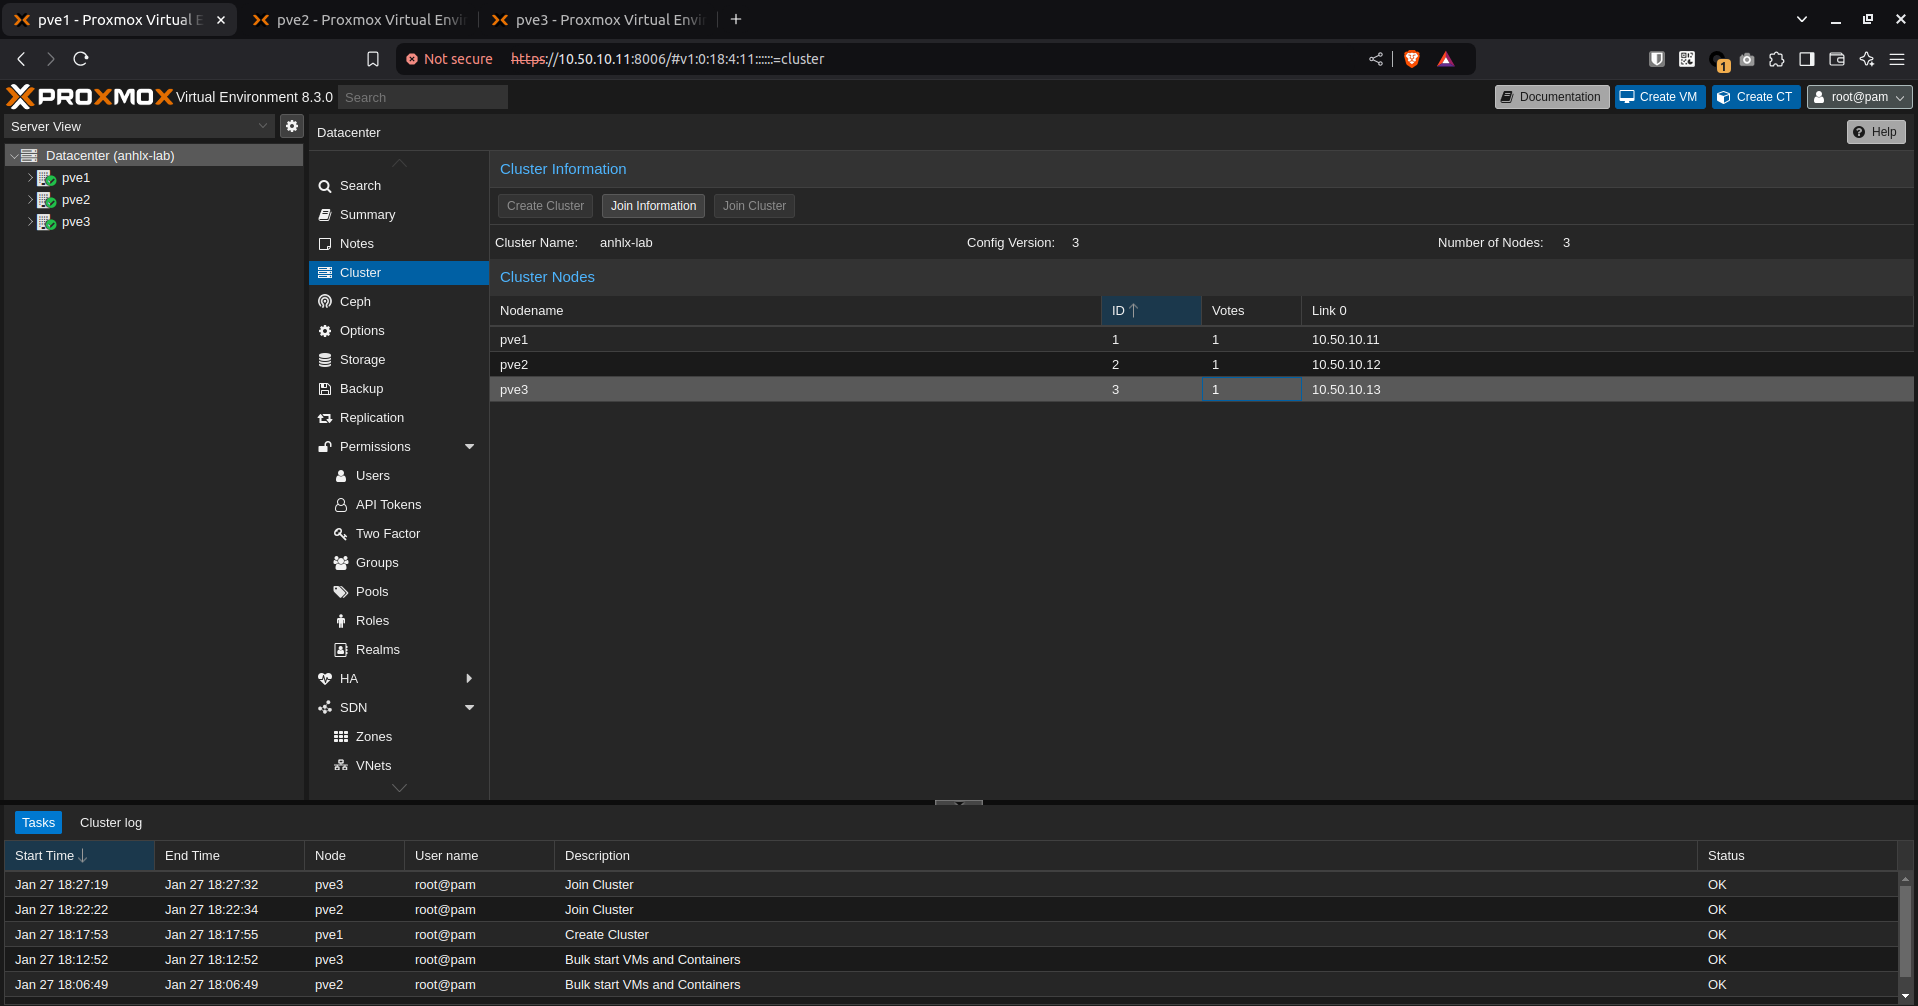 pve1 - Proxmox Virtual E
pve2 - Proxmox Virtual Envi
pve3 - Proxmox Virtual Envi
Not secure https://10.50.10.11:8006/#v1:0:18:4:11::::::=cluster
1
PROXMOX Virtual Environment 8.3.0 Search
Documentation Create VM Create CT root@pam
Server View
Datacenter
Help
Datacenter (anhlx-lab)
pve1
pve2
pve3
Search
Summary
Notes
Cluster
Ceph
Options
Storage
Backup
Replication
Permissions
Users
API Tokens
Two Factor
Groups
Pools
Roles
Realms
HA
SDN
Zones
VNets
Cluster Information
Create Cluster Join Information Join Cluster
Cluster Name: anhlx-lab Config Version: 3 Number of Nodes: 3
Cluster Nodes
Nodename ID Votes Link 0
pve1 1 1 10.50.10.11
pve2 2 1 10.50.10.12
pve3 3 1 10.50.10.13
Tasks Cluster log
Start Time End Time Node User name Description Status
Jan 27 18:27:19 Jan 27 18:27:32 pve3 root@pam Join Cluster OK
Jan 27 18:22:22 Jan 27 18:22:34 pve2 root@pam Join Cluster OK
Jan 27 18:17:53 Jan 27 18:17:55 pve1 root@pam Create Cluster OK
Jan 27 18:12:52 Jan 27 18:12:52 pve3 root@pam Bulk start VMs and Containers OK
Jan 27 18:06:49 Jan 27 18:06:49 pve2 root@pam Bulk start VMs and Containers OK